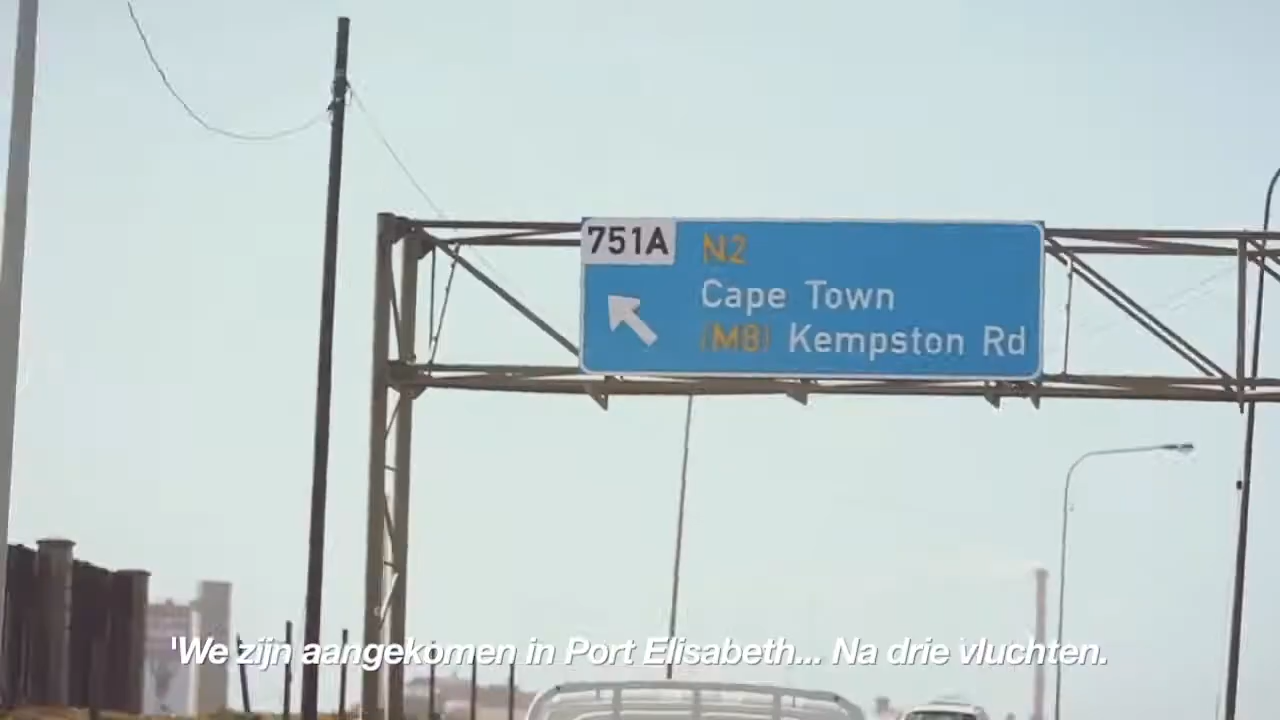 751A
N2
Cape Town
(M8) Kempston Rd
'We zijn aangekomen in Port Elisabeth... Na drie vluchten.